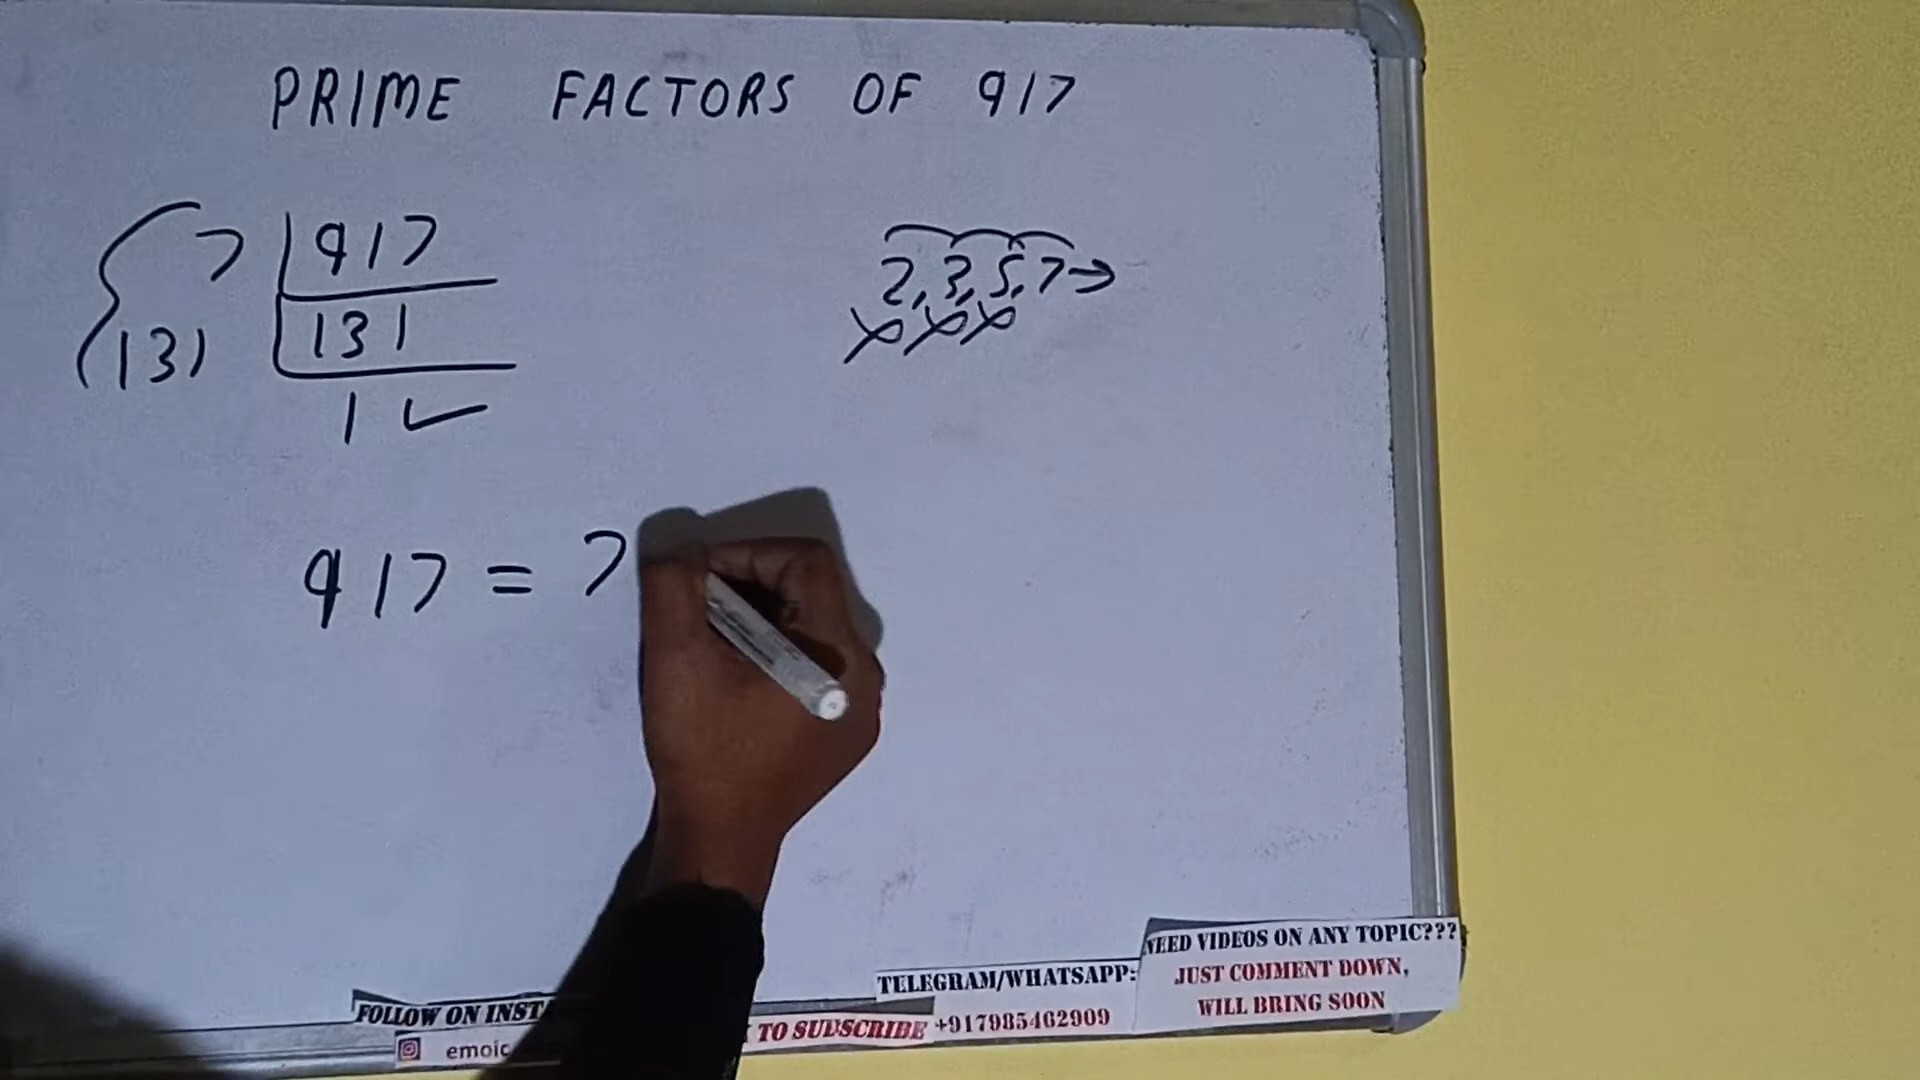 PRIME FACTORS OF 917
7 | 917
131 | 131
1 ✓
2, 3, 5, 7 →
917 = 7
NEED VIDEOS ON ANY TOPIC???
JUST COMMENT DOWN,
WILL BRING SOON
TELEGRAM/WHATSAPP:
+917985462909
FOLLOW ON
TO SUBSCRIBE